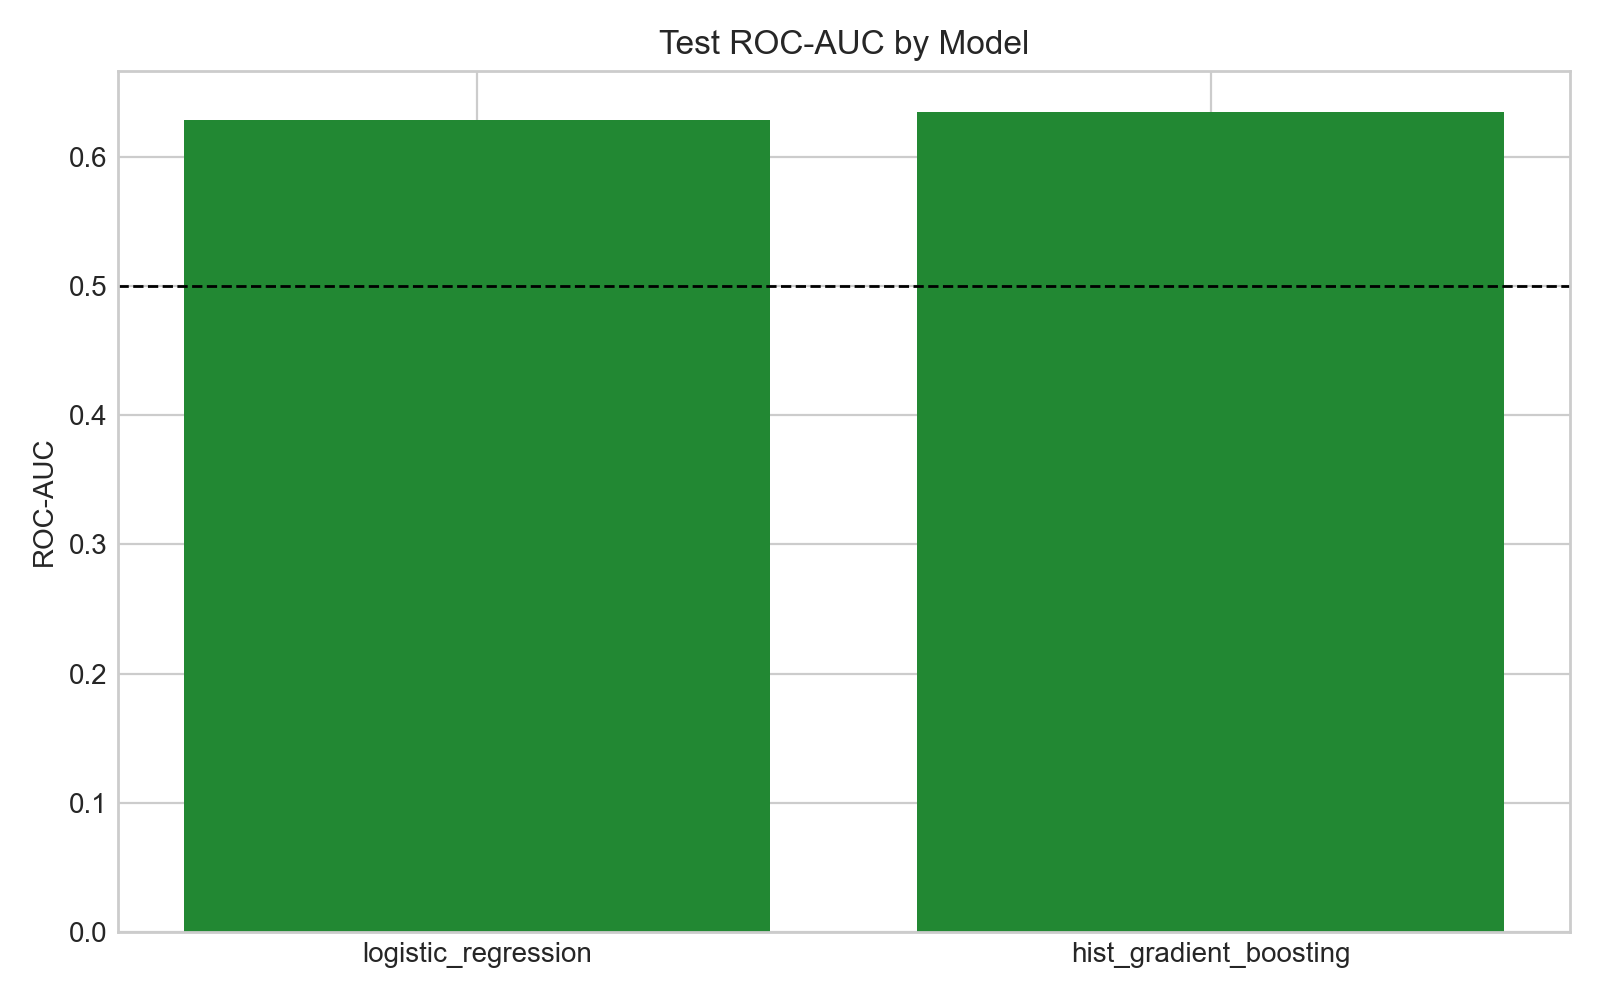 Test ROC-AUC by Model
ROC-AUC
0.6
0.5
0.4
0.3
0.2
0.1
0.0
logistic_regression
hist_gradient_boosting